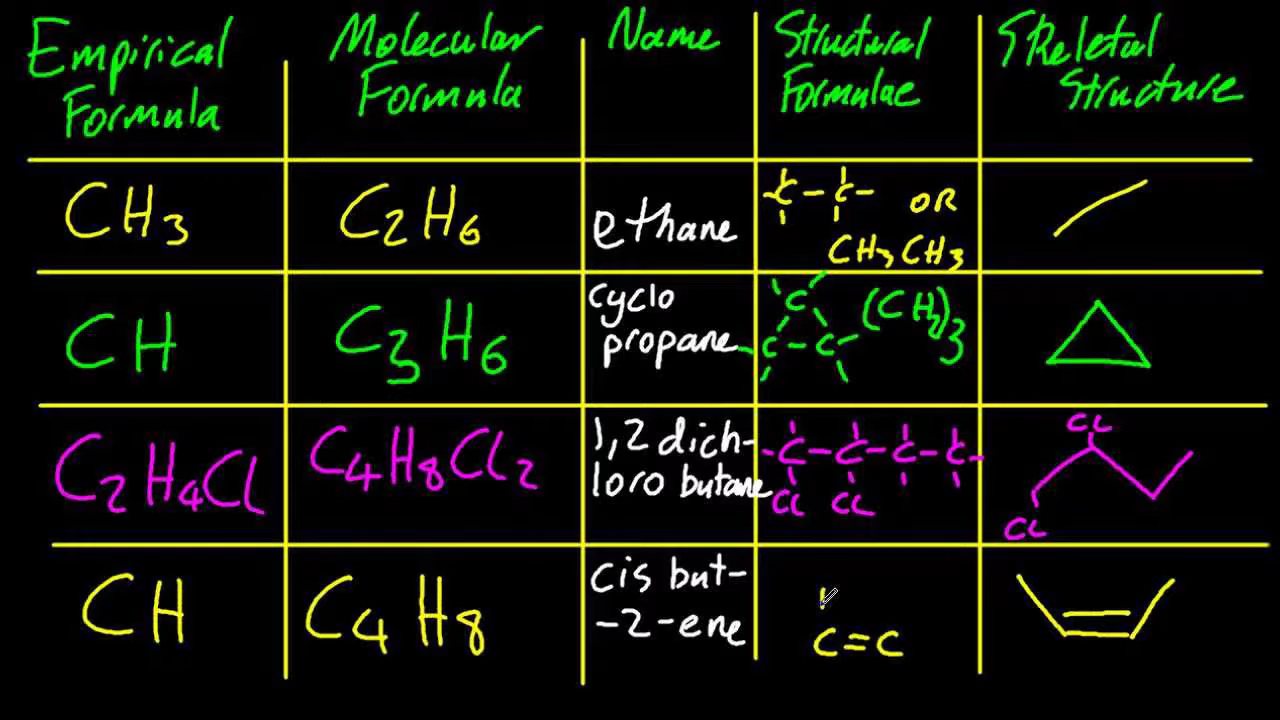 Empirical
Formula
Molecular
Formula
Name
Structural
Formulae
Skeletal
Structure
CH3
C2H6
ethane
-C-C-
OR
CH3CH3
CH
C3H6
cyclo
propane
C
C-C
(CH2)3
C2H4Cl
C4H8Cl2
1,2 dich-
loro butane
-C-C-C-C-
Cl Cl
Cl
Cl
CH
C4H8
cis but-
-2-ene
C=C